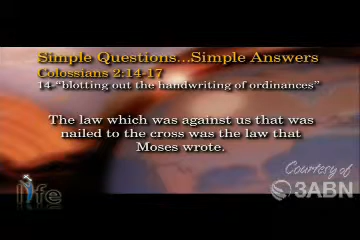 Simple Questions...Simple Answers
Colossians 2:14-17
14-"blotting out the handwriting of ordinances"
The law which was against us that was
nailed to the cross was the law that
Moses wrote.
life
Courtesy of
3ABN